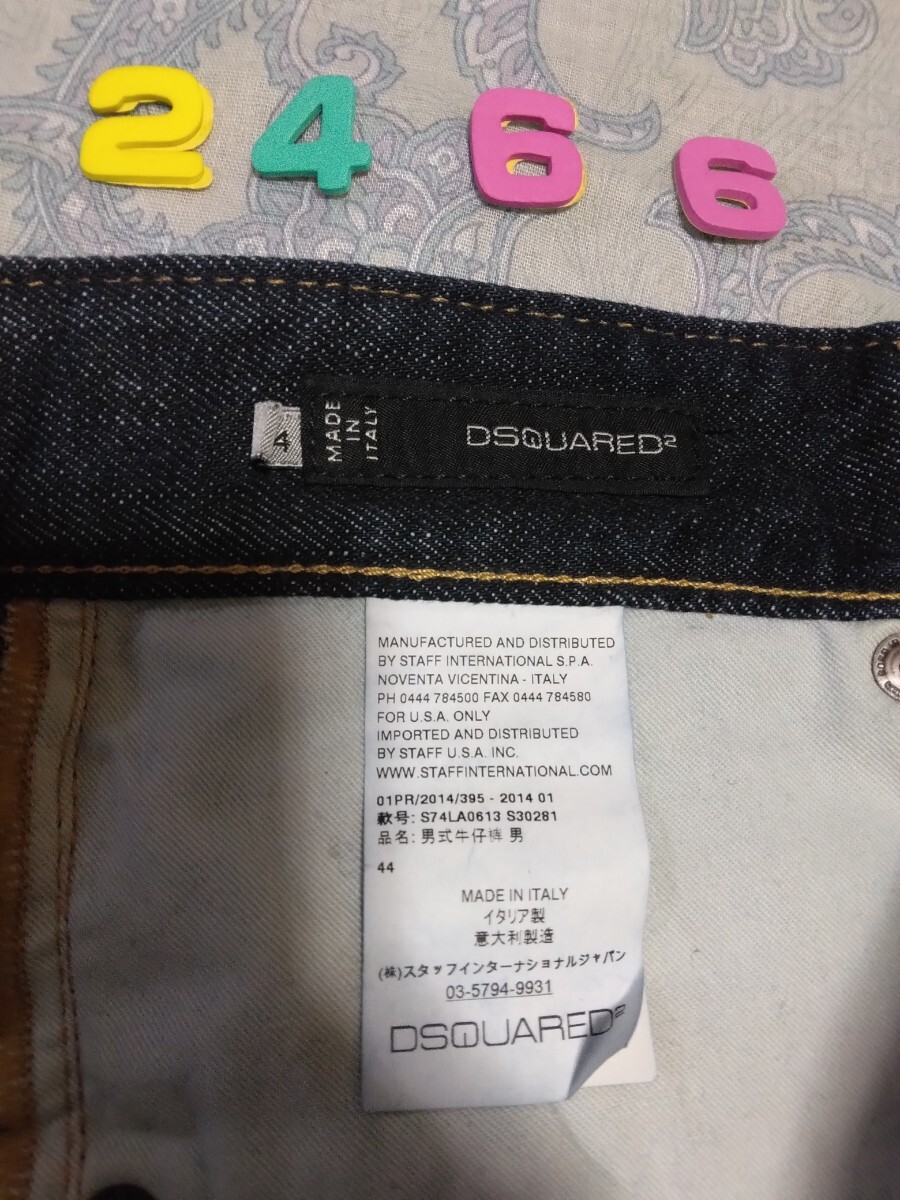 2466
4
MADE
IN
ITALY
DSQUARED2
MANUFACTURED AND DISTRIBUTED
BY STAFF INTERNATIONAL S.P.A.
NOVENTA VICENTINA - ITALY
PH 0444 784500 FAX 0444 784580
FOR U.S.A. ONLY
IMPORTED AND DISTRIBUTED
BY STAFF U.S.A. INC.
WWW.STAFFINTERNATIONAL.COM
01PR/2014/395 - 2014 01
款号: S74LA0613 S30281
品名: 男式牛仔裤 男
44
MADE IN ITALY
イタリア製
意大利製造
(株)スタッフインターナショナルジャパン
03-5794-9931
DSQUARED2